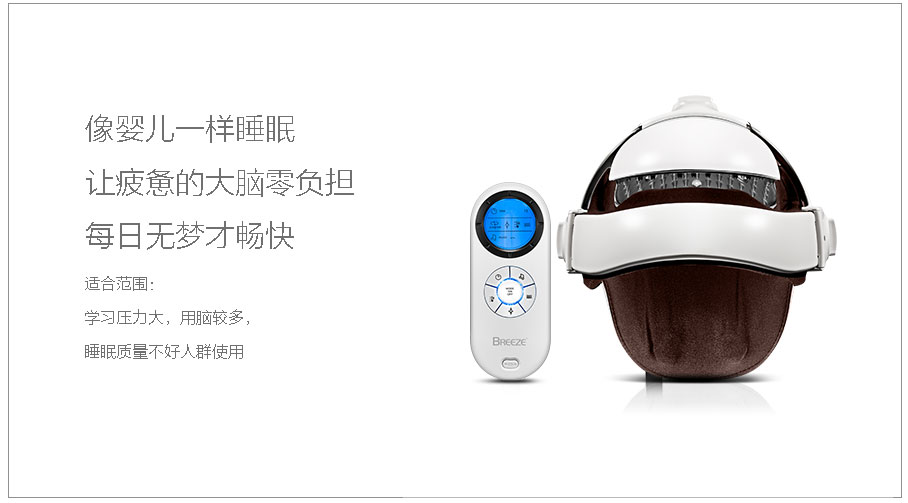 像婴儿一样睡眠
让疲惫的大脑零负担
每日无梦才畅快
适合范围：
学习压力大，用脑较多，
睡眠质量不好人群使用
BREEZE